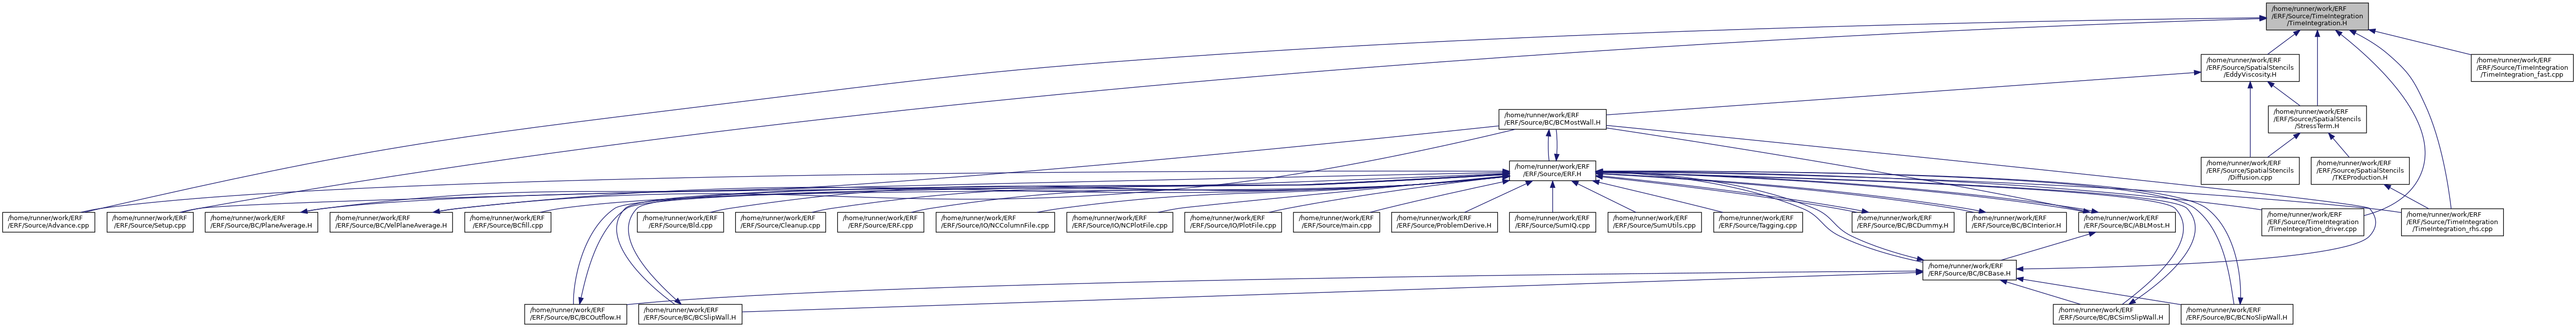 /home/runner/work/ERF
/ERF/Source/TimeIntegration
/TimeIntegration.H
/home/runner/work/ERF
/ERF/Source/SpatialStencils
/EddyViscosity.H
/home/runner/work/ERF
/ERF/Source/TimeIntegration
/TimeIntegration_fast.cpp
/home/runner/work/ERF
/ERF/Source/BC/BCMostWall.H
/home/runner/work/ERF
/ERF/Source/SpatialStencils
/StressTerm.H
/home/runner/work/ERF
/ERF/Source/ERF.H
/home/runner/work/ERF
/ERF/Source/SpatialStencils
/Diffusion.cpp
/home/runner/work/ERF
/ERF/Source/SpatialStencils
/TKEProduction.H
/home/runner/work/ERF
/ERF/Source/Advance.cpp
/home/runner/work/ERF
/ERF/Source/Setup.cpp
/home/runner/work/ERF
/ERF/Source/BC/PlaneAverage.H
/home/runner/work/ERF
/ERF/Source/BC/VelPlaneAverage.H
/home/runner/work/ERF
/ERF/Source/BCfill.cpp
/home/runner/work/ERF
/ERF/Source/Bld.cpp
/home/runner/work/ERF
/ERF/Source/Cleanup.cpp
/home/runner/work/ERF
/ERF/Source/ERF.cpp
/home/runner/work/ERF
/ERF/Source/IO/NCColumnFile.cpp
/home/runner/work/ERF
/ERF/Source/IO/NCPlotFile.cpp
/home/runner/work/ERF
/ERF/Source/IO/PlotFile.cpp
/home/runner/work/ERF
/ERF/Source/main.cpp
/home/runner/work/ERF
/ERF/Source/ProblemDerive.H
/home/runner/work/ERF
/ERF/Source/SumIQ.cpp
/home/runner/work/ERF
/ERF/Source/SumUtils.cpp
/home/runner/work/ERF
/ERF/Source/Tagging.cpp
/home/runner/work/ERF
/ERF/Source/BC/BCDummy.H
/home/runner/work/ERF
/ERF/Source/BC/BCInterior.H
/home/runner/work/ERF
/ERF/Source/BC/ABLMost.H
/home/runner/work/ERF
/ERF/Source/TimeIntegration
/TimeIntegration_driver.cpp
/home/runner/work/ERF
/ERF/Source/TimeIntegration
/TimeIntegration_rhs.cpp
/home/runner/work/ERF
/ERF/Source/BC/BCBase.H
/home/runner/work/ERF
/ERF/Source/BC/BCOutflow.H
/home/runner/work/ERF
/ERF/Source/BC/BCSlipWall.H
/home/runner/work/ERF
/ERF/Source/BC/BCSimSlipWall.H
/home/runner/work/ERF
/ERF/Source/BC/BCNoSlipWall.H